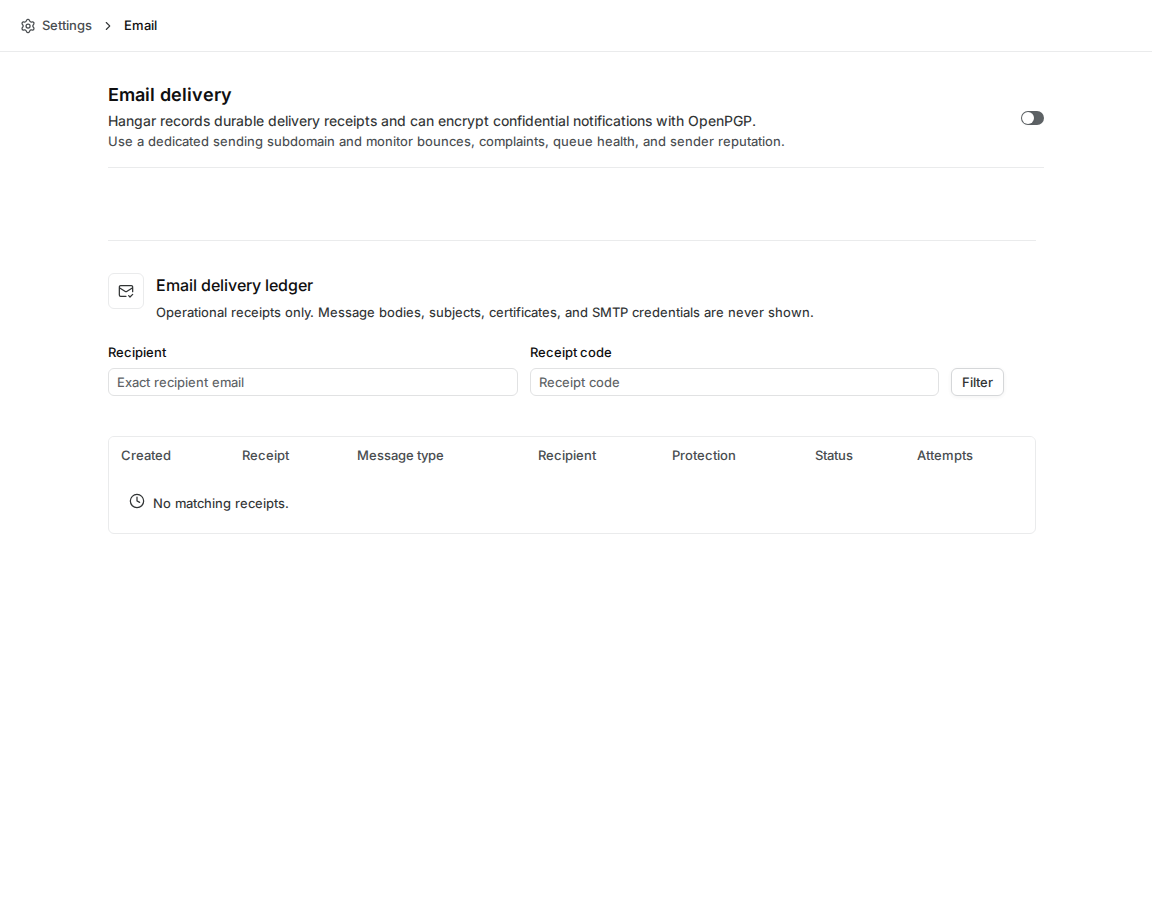 Settings > Email
Email delivery
Hangar records durable delivery receipts and can encrypt confidential notifications with OpenPGP.
Use a dedicated sending subdomain and monitor bounces, complaints, queue health, and sender reputation.
Email delivery ledger
Operational receipts only. Message bodies, subjects, certificates, and SMTP credentials are never shown.
Recipient Receipt code
Exact recipient email Receipt code Filter
Created Receipt Message type Recipient Protection Status Attempts
No matching receipts.